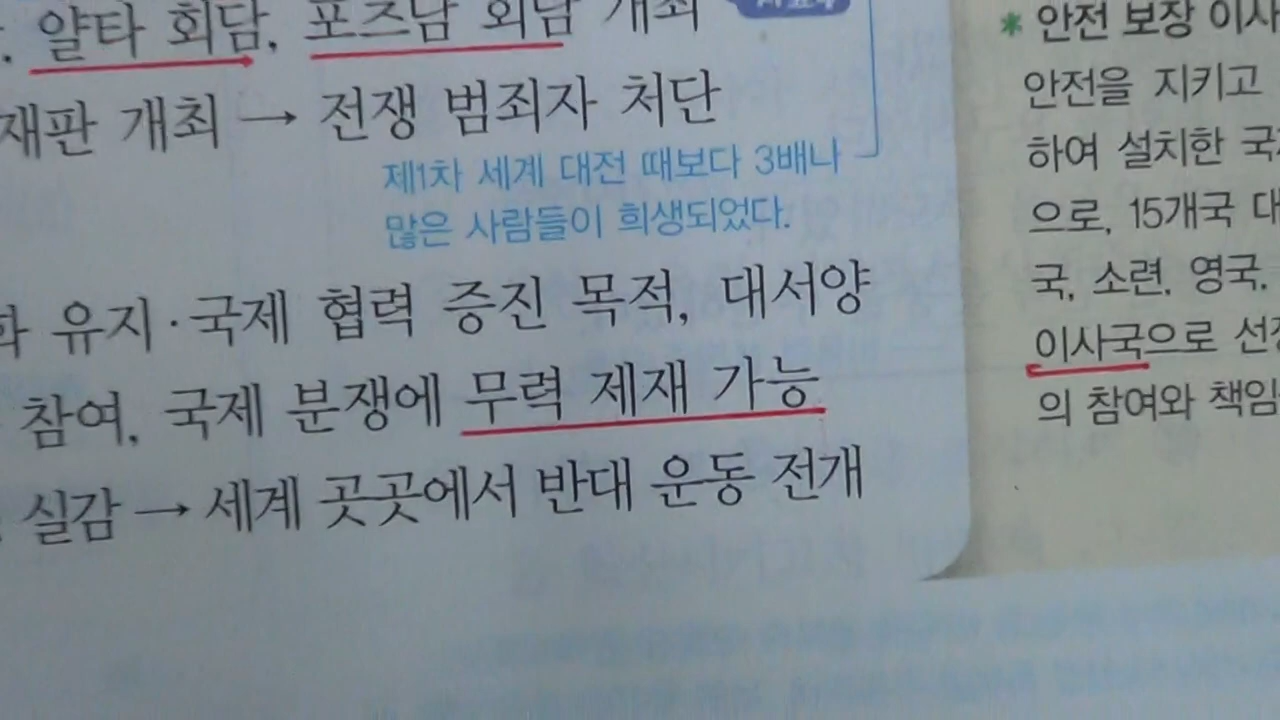 얄타 회담, 포츠담 회담 개최
재판 개최 → 전쟁 범죄자 처단
제1차 세계 대전 때보다 3배나
많은 사람들이 희생되었다.
유지·국제 협력 증진 목적, 대서양
참여, 국제 분쟁에 무력 제재 가능
실감 → 세계 곳곳에서 반대 운동 전개
* 안전 보장 이사
안전을 지키고
하여 설치한
으로, 15개국
국, 소련, 영국,
이사국으로
의 참여와 책임